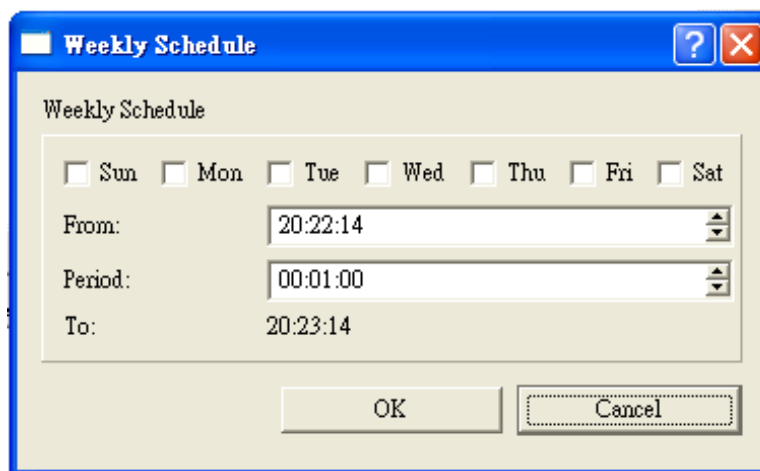 Weekly Schedule
Weekly Schedule
Sun Mon Tue Wed Thu Fri Sat
From: 20:22:14
Period: 00:01:00
To: 20:23:14
OK Cancel